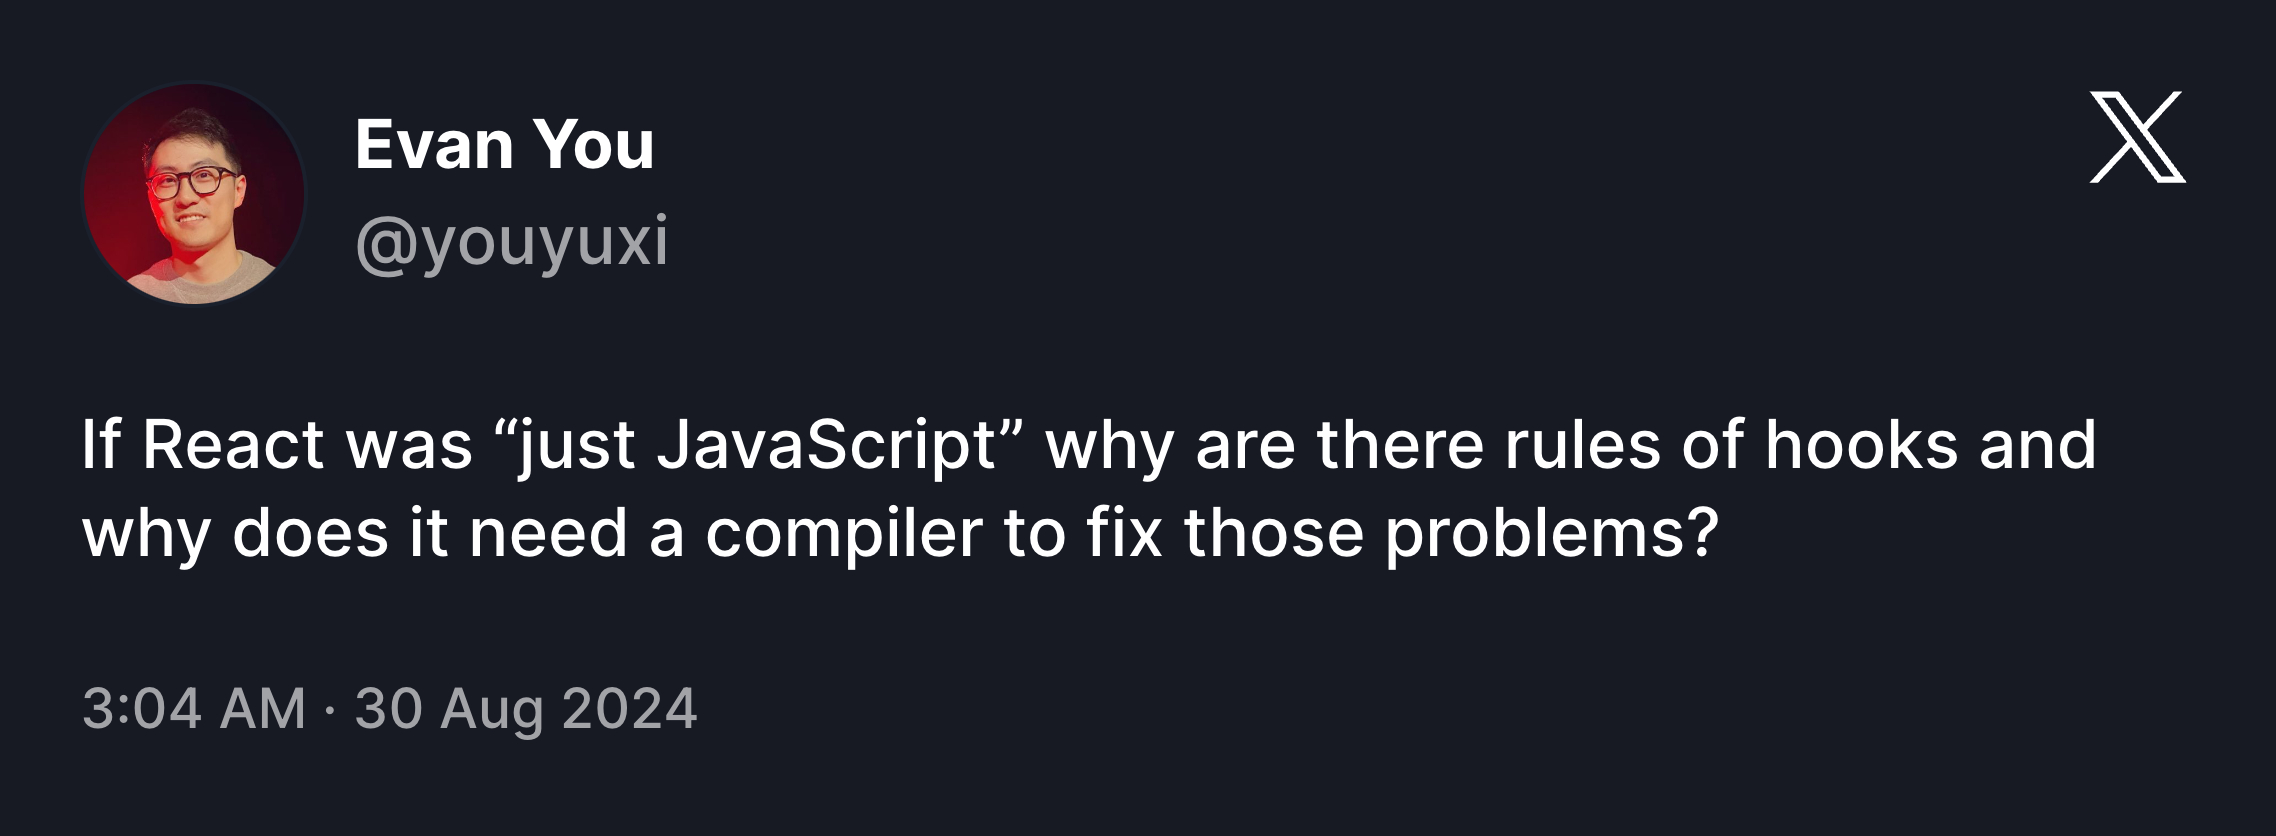 Evan You
@youyuxi
If React was “just JavaScript” why are there rules of hooks and
why does it need a compiler to fix those problems?
3:04 AM · 30 Aug 2024